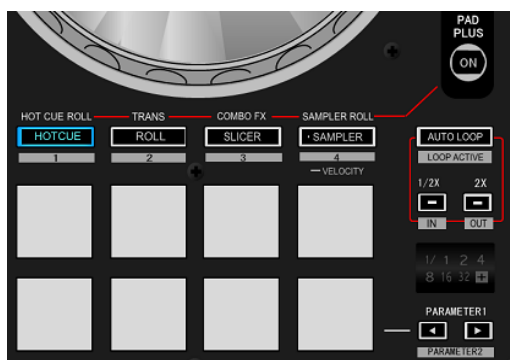 PAD
PLUS
ON
HOT CUE ROLL TRANS COMBO FX SAMPLER ROLL
HOTCUE ROLL SLICER · SAMPLER AUTO LOOP
1 2 3 4 LOOP ACTIVE
— VELOCITY
1/2X 2X
IN OUT
1/ 1 2 4
8 16 32 +
PARAMETER1
PARAMETER2